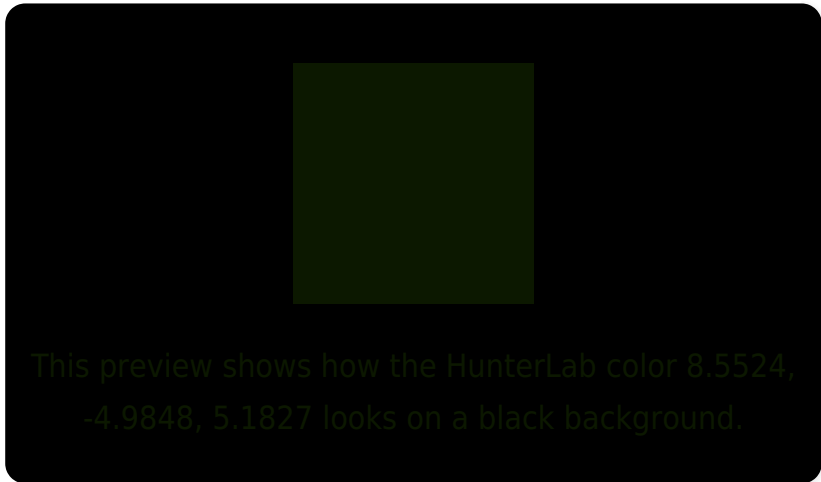 This preview shows how the HunterLab color 8.5524,
-4.9848, 5.1827 looks on a black background.